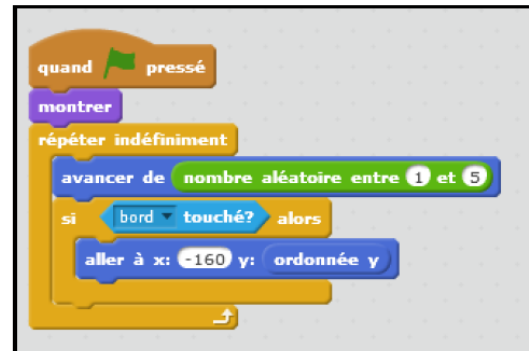 quand pressé
montrer
répéter indéfiniment
avancer de nombre aléatoire entre 1 et 5
si bord touché? alors
aller à x: -160 y: ordonnée y